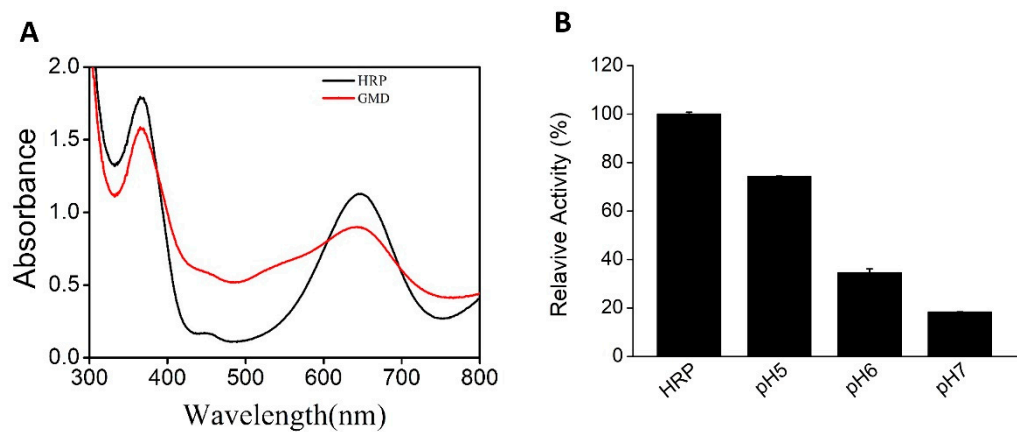 A
2.0
1.5
1.0
0.5
0.0
300 400 500 600 700 800
Absorbance
Wavelength(nm)
HRP
GMD
B
120
100
80
60
40
20
0
Relavive Activity (%)
HRP pH5 pH6 pH7